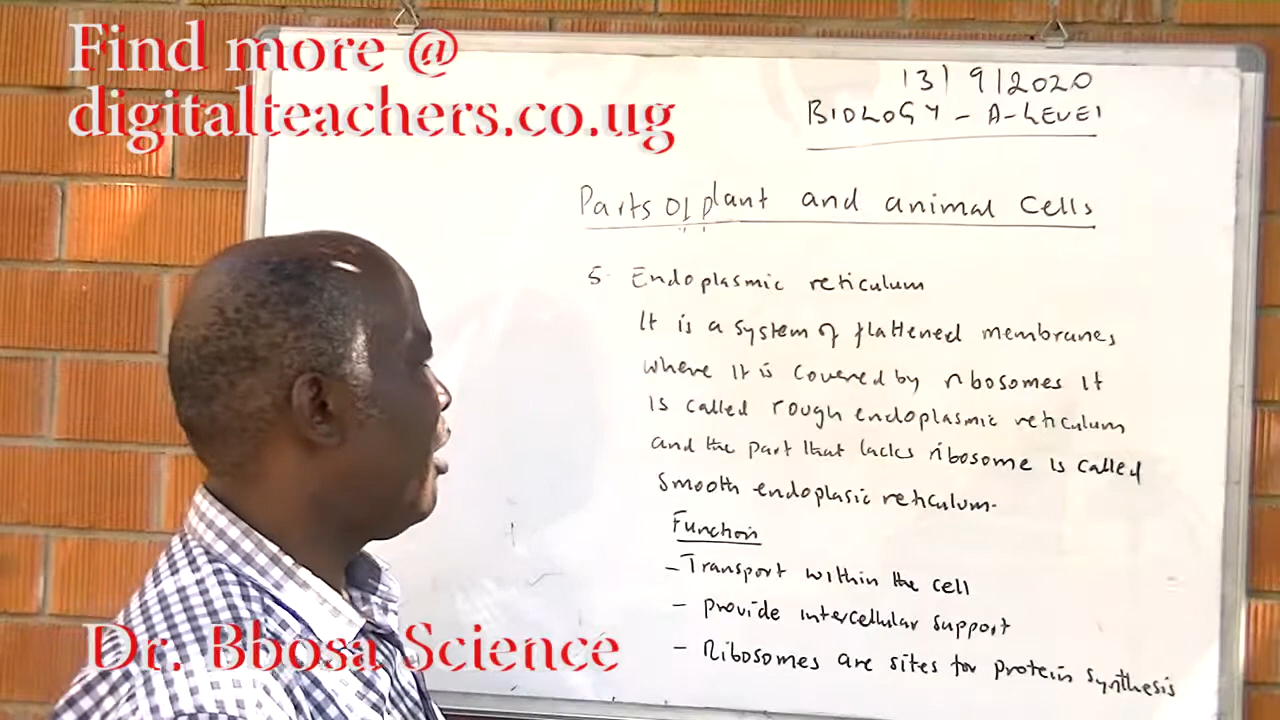 Find more @
digitalteachers.co.ug
13/9/2020
BIOLOGY - A-LEVEL
Parts of plant and animal cells
5. Endoplasmic reticulum
It is a system of flattened membranes
where it is covered by ribosomes it
is called rough endoplasmic reticulum
and the part that lacks ribosome is called
smooth endoplasic reticulum.
Function
- Transport within the cell
- Provide intercellular support
- Ribosomes are sites for protein synthesis
Dr. Bbosa Science